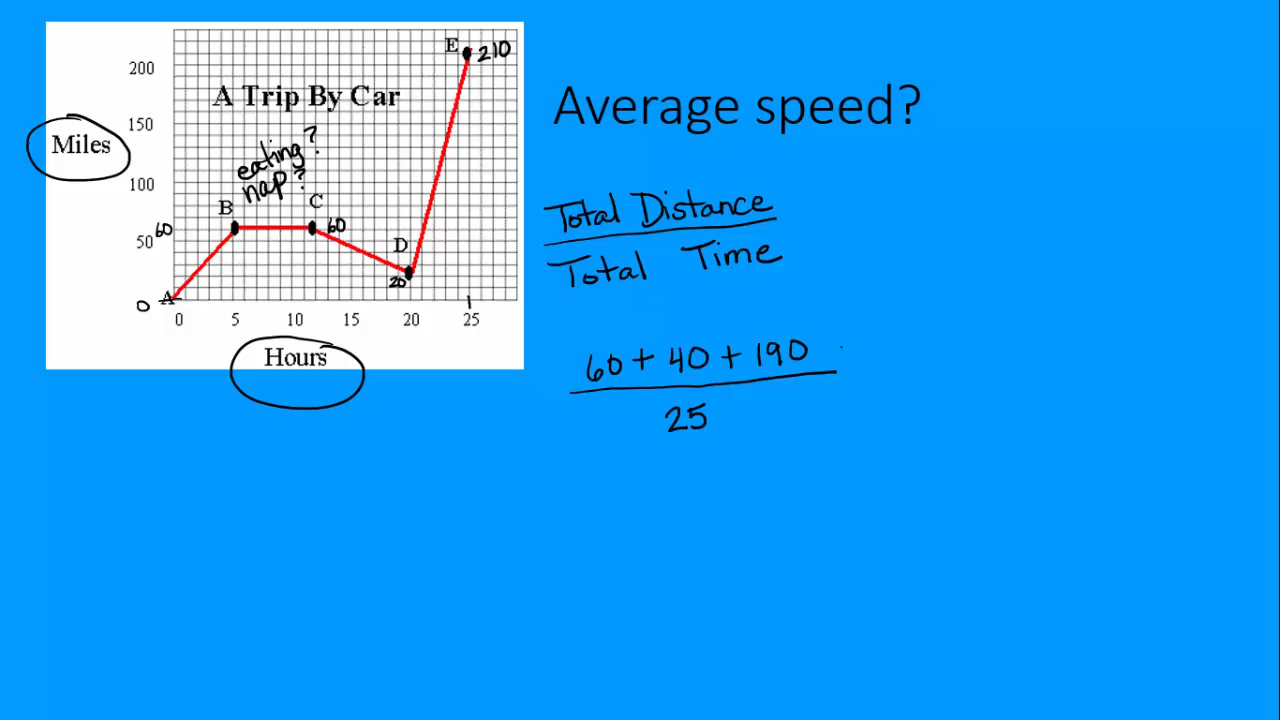 E 210
200
A Trip By Car
Average speed?
150
eating?
Miles
nap?
100
B C
Total Distance
60 60
50
D
Total Time
20
0 A
0 5 10 15 20 25
Hours
60 + 40 + 190
25